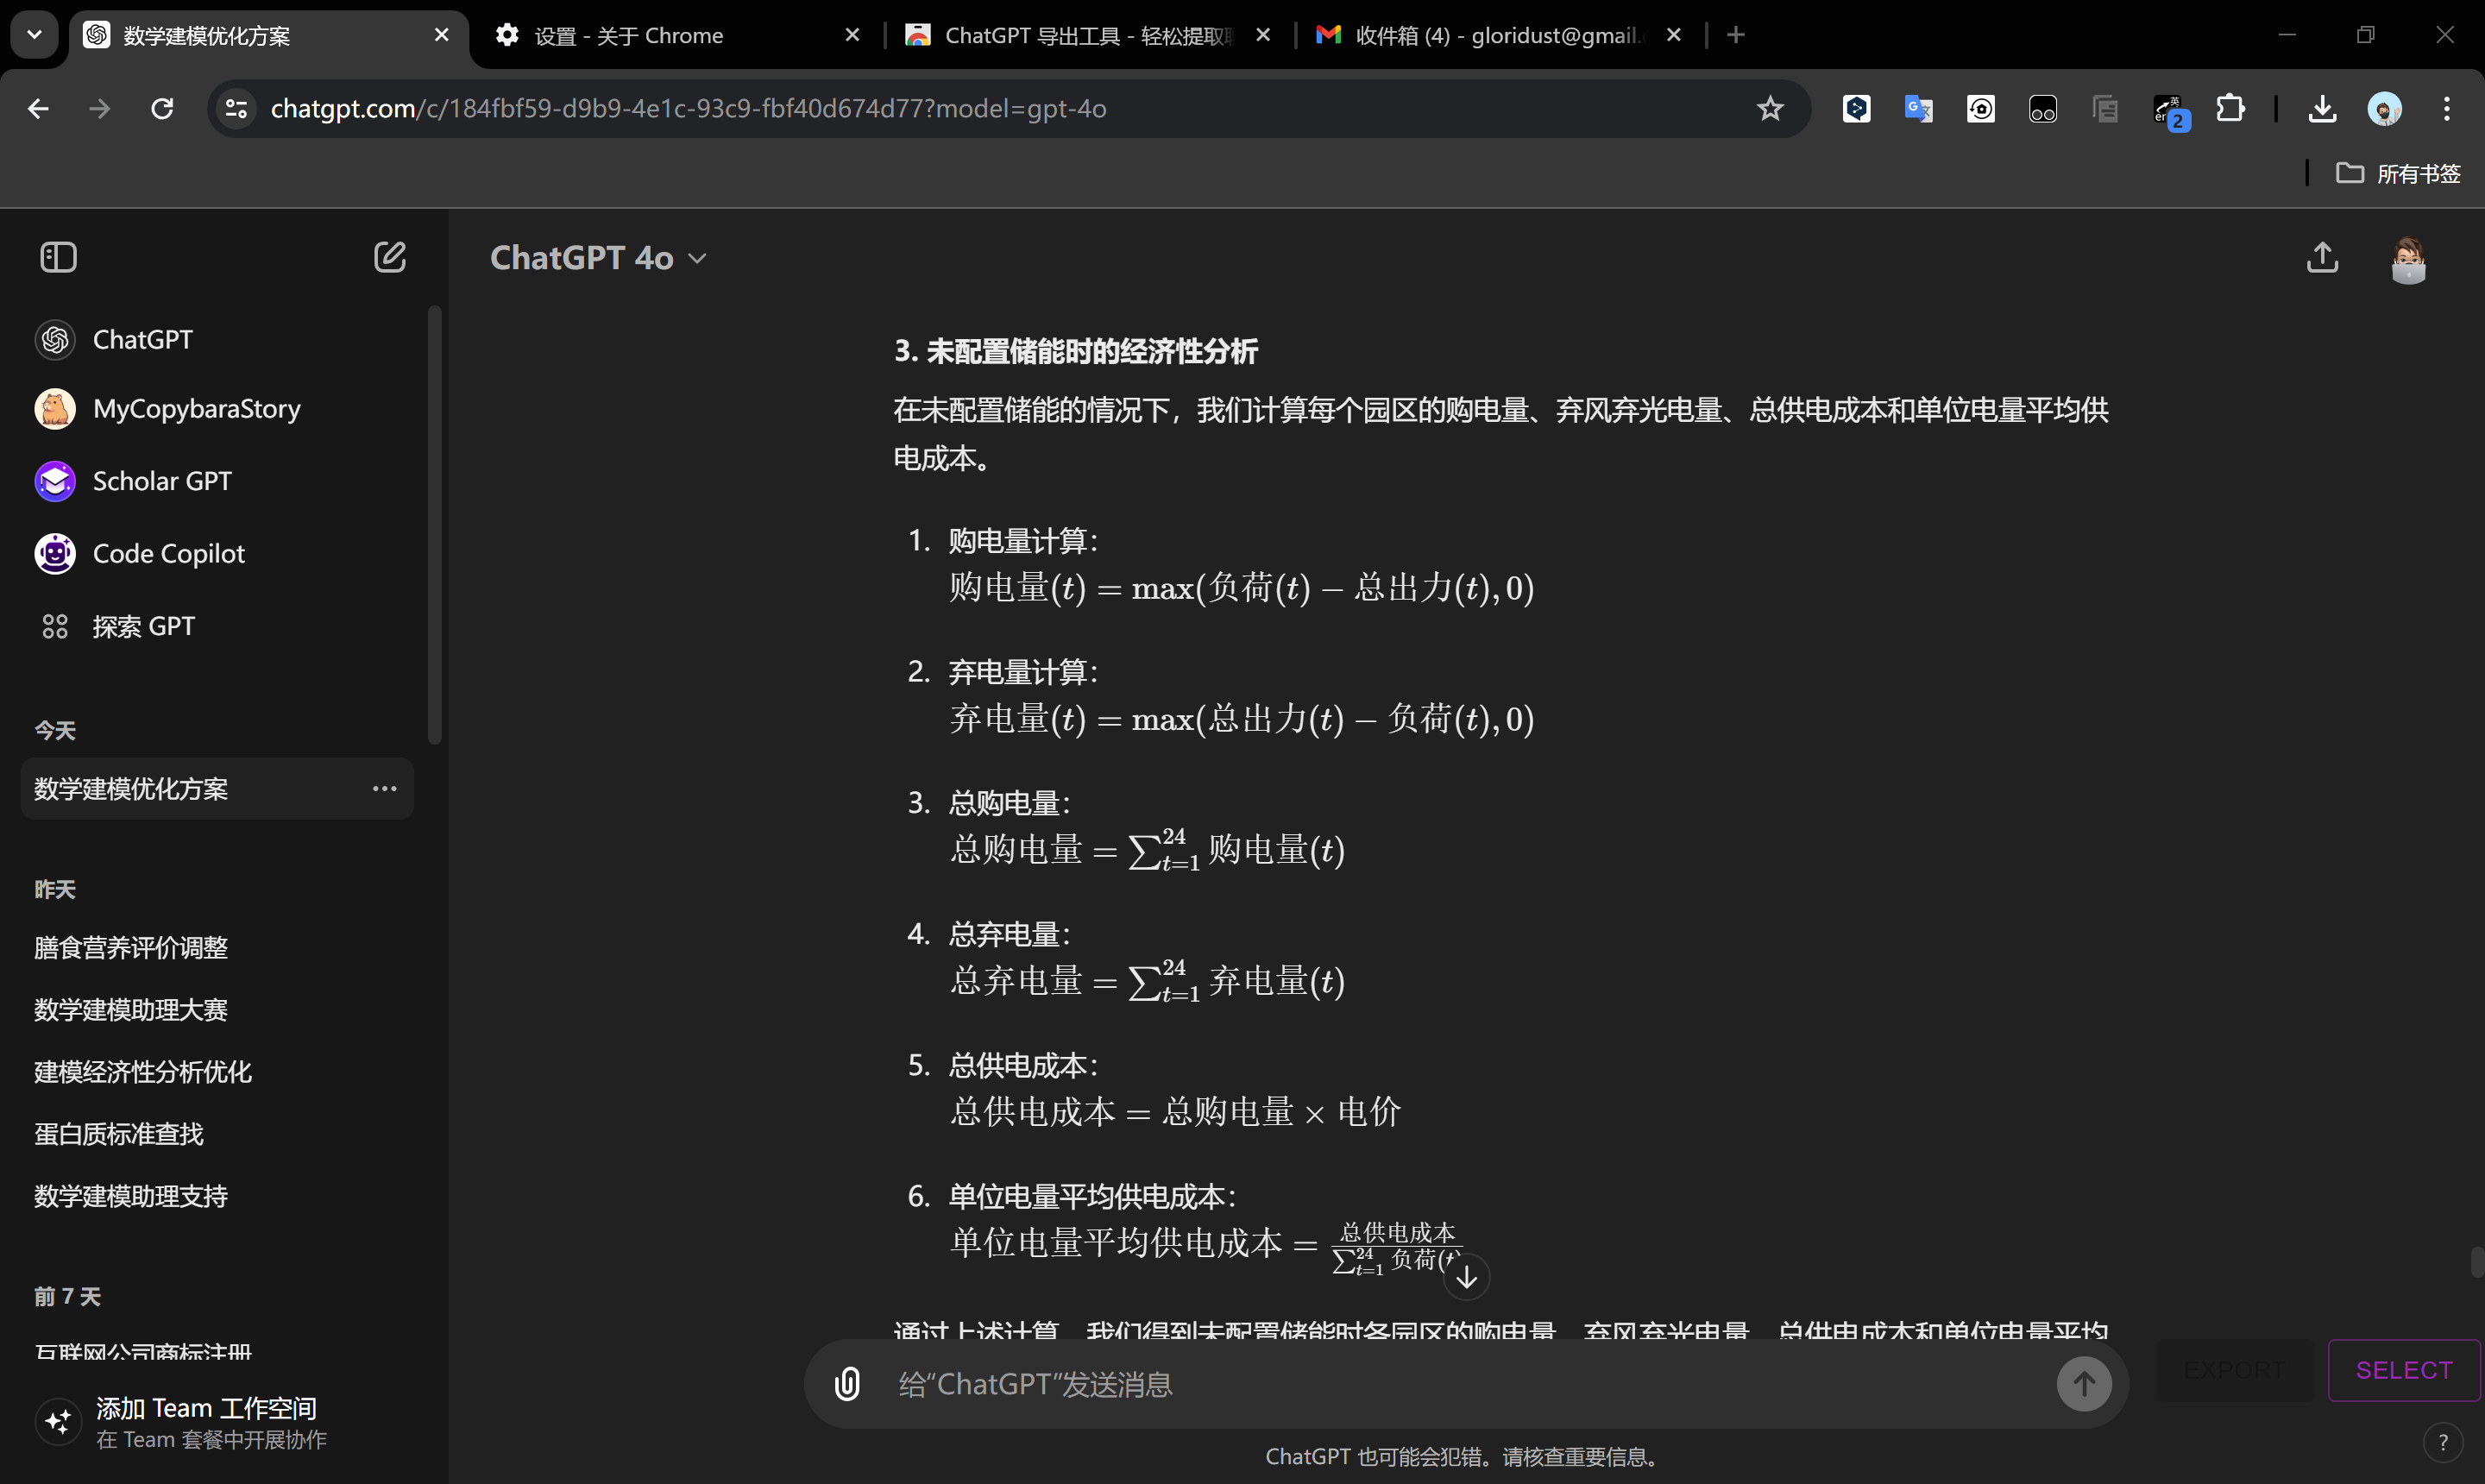 数学建模优化方案
设置 - 关于 Chrome
ChatGPT 导出工具 - 轻松提取
收件箱 (4) - gloridust@gmail.
chatgpt.com/c/184fbf59-d9b9-4e1c-93c9-fbf40d674d77?model=gpt-4o
英
er
2
所有书签
ChatGPT 4o
ChatGPT
MyCopybaraStory
Scholar GPT
Code Copilot
探索 GPT
今天
数学建模优化方案
昨天
膳食营养评价调整
数学建模助理大赛
建模经济性分析优化
蛋白质标准查找
数学建模助理支持
前 7 天
互联网公司商标注册
添加 Team 工作空间
在 Team 套餐中开展协作
3. 未配置储能时的经济性分析
在未配置储能的情况下，我们计算每个园区的购电量、弃风弃光电量、总供电成本和单位电量平均供
电成本。
1. 购电量计算：
购电量(t) = max(负荷(t) − 总出力(t), 0)
2. 弃电量计算：
弃电量(t) = max(总出力(t) − 负荷(t), 0)
3. 总购电量：
总购电量 = ∑_{t=1}^{24} 购电量(t)
4. 总弃电量：
总弃电量 = ∑_{t=1}^{24} 弃电量(t)
5. 总供电成本：
总供电成本 = 总购电量 × 电价
6. 单位电量平均供电成本：
单位电量平均供电成本 = 总供电成本 / ∑_{t=1}^{24} 负荷(t)
通过上述计算，我们得到未配置储能时各园区的购电量、弃风弃光电量、总供电成本和单位电量平均
给“ChatGPT”发送消息
EXPORT
SELECT
ChatGPT 也可能会犯错。请核查重要信息。
?